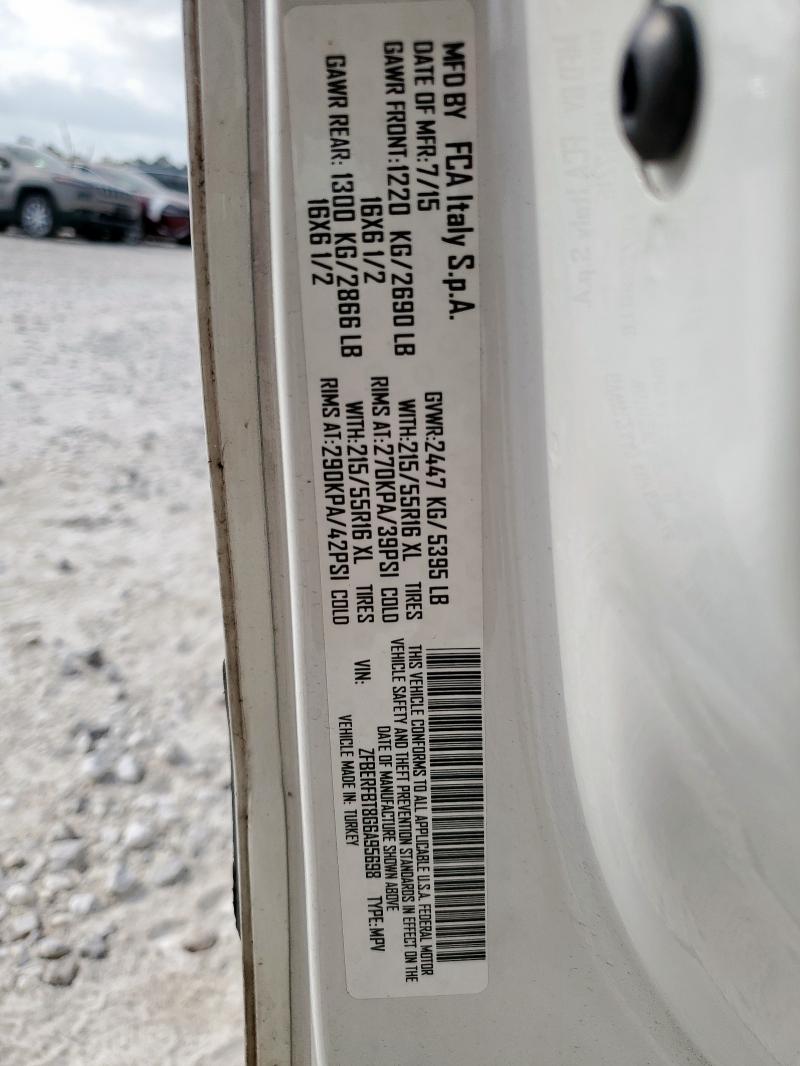 MFD BY FCA Italy S.p.A.
DATE OF MFR:7/15
GVWR:2447 KG/ 5395 LB
GAWR FRONT:1220 KG/2690 LB
WITH:215/55R16 XL TIRES
16X6 1/2
RIMS AT:270KPA/39PSI COLD
GAWR REAR: 1300 KG/2866 LB
WITH:215/55R16 XL TIRES
16X6 1/2
RIMS AT:290KPA/42PSI COLD
THIS VEHICLE CONFORMS TO ALL APPLICABLE U.S.A. FEDERAL MOTOR
VEHICLE SAFETY AND THEFT PREVENTION STANDARDS IN EFFECT ON THE
DATE OF MANUFACTURE SHOWN ABOVE
VIN: ZFBERFBT8G6A95698 TYPE:MPV
VEHICLE MADE IN: TURKEY